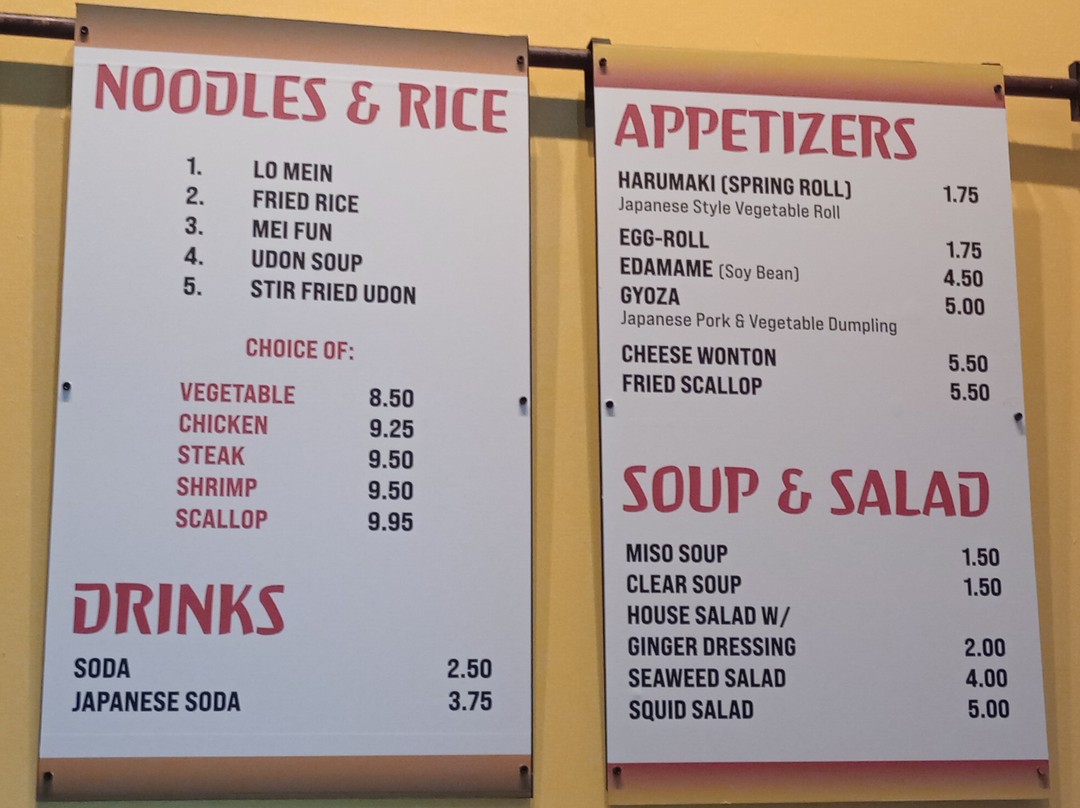 NOODLES & RICE
1. LO MEIN
2. FRIED RICE
3. MEI FUN
4. UDON SOUP
5. STIR FRIED UDON
CHOICE OF:
VEGETABLE 8.50
CHICKEN 9.25
STEAK 9.50
SHRIMP 9.50
SCALLOP 9.95
DRINKS
SODA 2.50
JAPANESE SODA 3.75
APPETIZERS
HARUMAKI (SPRING ROLL) 1.75
Japanese Style Vegetable Roll
EGG-ROLL 1.75
EDAMAME (Soy Bean) 4.50
GYOZA 5.00
Japanese Pork & Vegetable Dumpling
CHEESE WONTON 5.50
FRIED SCALLOP 5.50
SOUP & SALAD
MISO SOUP 1.50
CLEAR SOUP 1.50
HOUSE SALAD W/
GINGER DRESSING 2.00
SEAWEED SALAD 4.00
SQUID SALAD 5.00